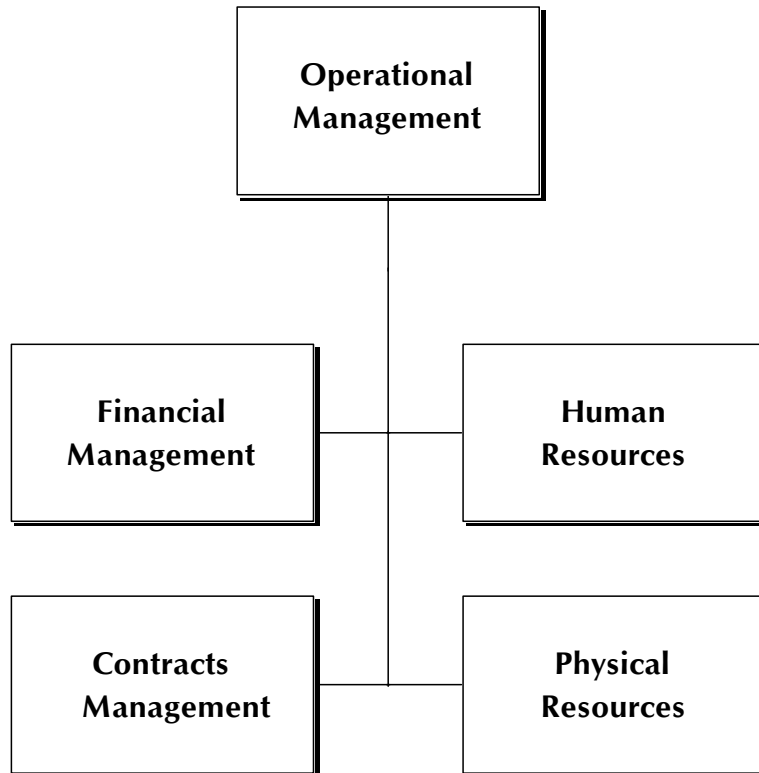 Operational
Management
Financial
Management
Human
Resources
Contracts
Management
Physical
Resources